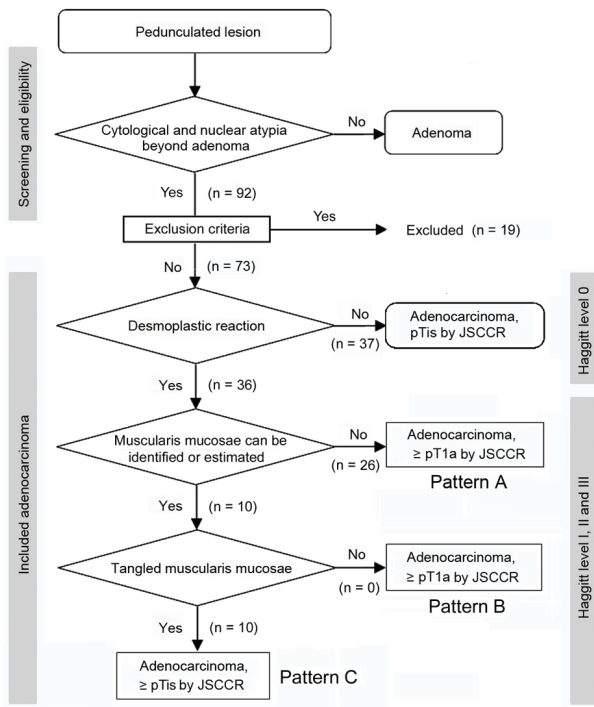 Pedunculated lesion
Screening and eligibility
Cytological and nuclear atypia
beyond adenoma
No
Adenoma
Yes
(n = 92)
Exclusion criteria
Yes
Excluded (n = 19)
No
(n = 73)
Included adenocarcinoma
Desmoplastic reaction
No
(n = 37)
Adenocarcinoma,
pTis by JSCCR
Haggitt level 0
Yes
(n = 36)
Muscularis mucosae can be
identified or estimated
No
(n = 26)
Adenocarcinoma,
≥ pT1a by JSCCR
Pattern A
Haggitt level I, II and III
Yes
(n = 10)
Tangled muscularis mucosae
No
(n = 0)
Adenocarcinoma,
≥ pT1a by JSCCR
Pattern B
Yes
(n = 10)
Adenocarcinoma,
≥ pTis by JSCCR
Pattern C